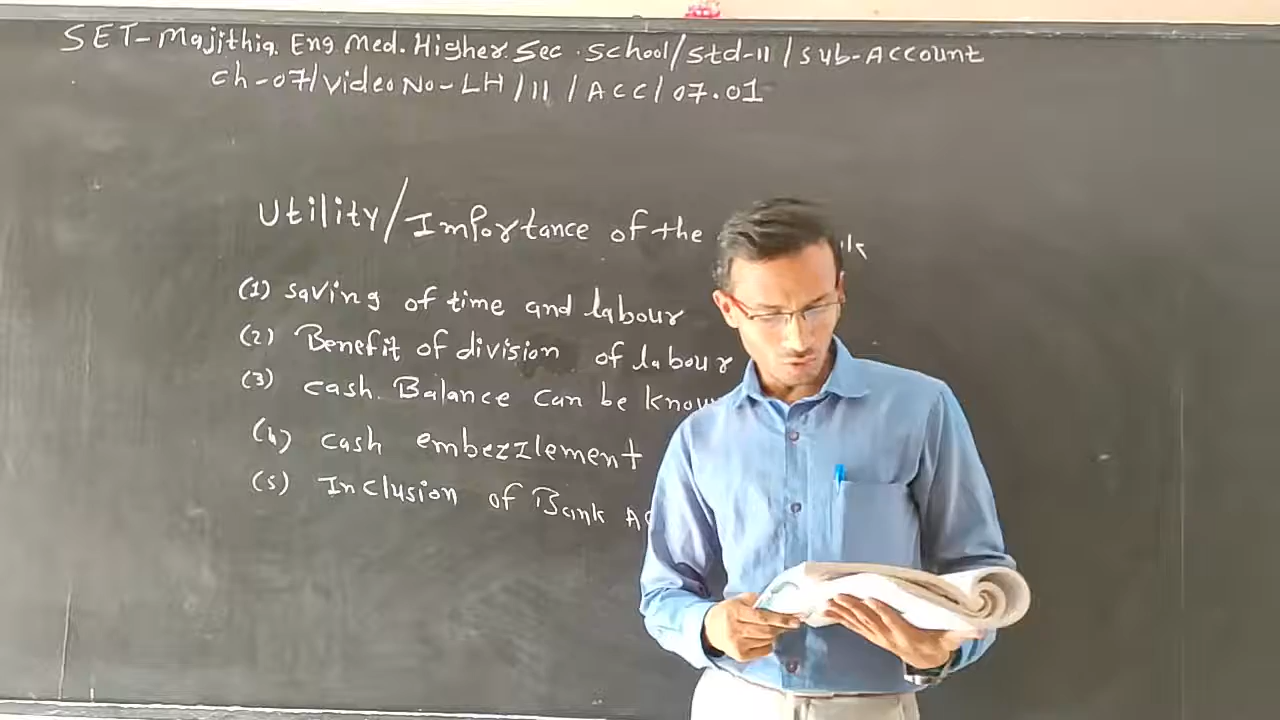 SET-Majithia. Eng Med. Higher. Sec. School/Std-11/Sub-Account
Ch-07/Video No-LH/11/ACC/07.01
Utility/Importance of the
(1) Saving of time and labour
(2) Benefit of division of labour
(3) Cash. Balance can be know
(4) Cash embezzlement
(5) Inclusion of Bank